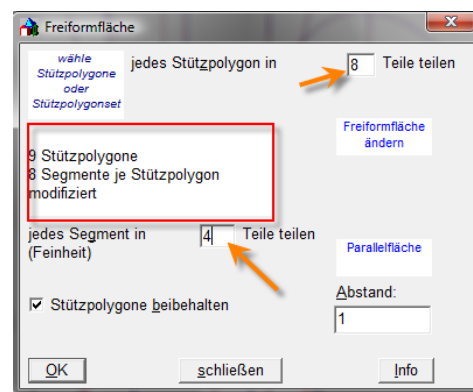 Freiformfläche
wähle
Stützpolygone
oder
Stützpolygonset
jedes Stützpolygon in 8 Teile teilen
Freiformfläche
ändern
9 Stützpolygone
8 Segmente je Stützpolygon
modifiziert
jedes Segment in 4 Teile teilen
(Feinheit)
Parallelfläche
Stützpolygone beibehalten
Abstand:
1
OK schließen Info